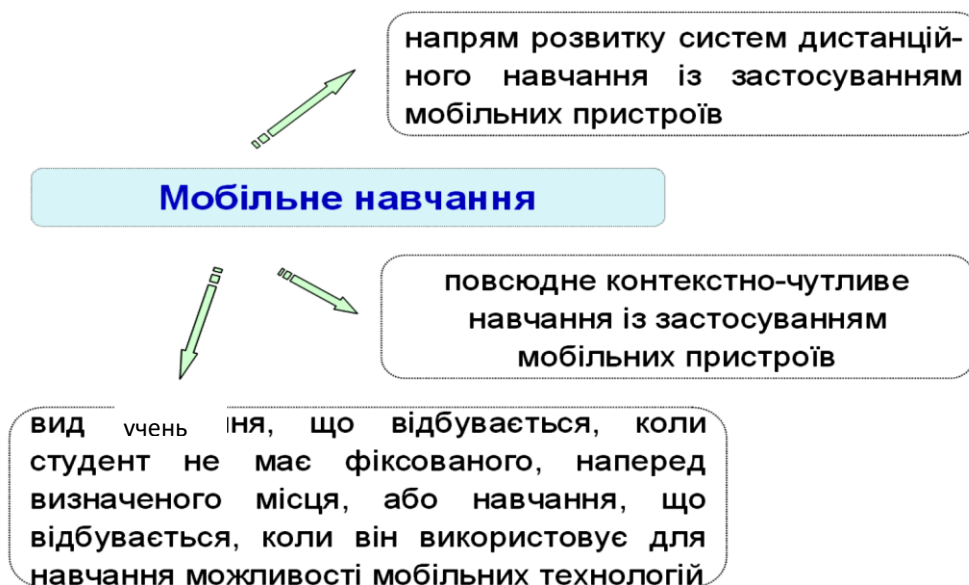 напрям розвитку систем дистанцій-
ного навчання із застосуванням
мобільних пристроїв
Мобільне навчання
повсюдне контекстно-чутливе
навчання із застосуванням
мобільних пристроїв
вид учень ння, що відбувається, коли
студент не має фіксованого, наперед
визначеного місця, або навчання, що
відбувається, коли він використовує для
навчання можливості мобільних технологій